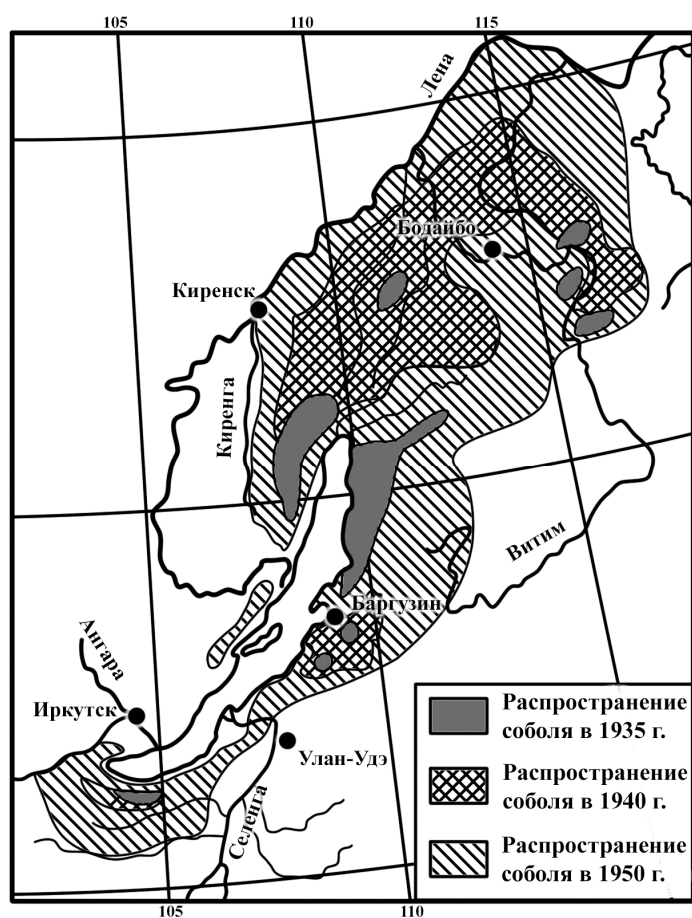 105
110
115
Лена
Бодайбо
Киренск
Киренга
Витим
Баргузин
Ангара
Иркутск
Улан-Удэ
Селенга
Распространение
соболя в 1935 г.
Распространение
соболя в 1940 г.
Распространение
соболя в 1950 г.
105
110